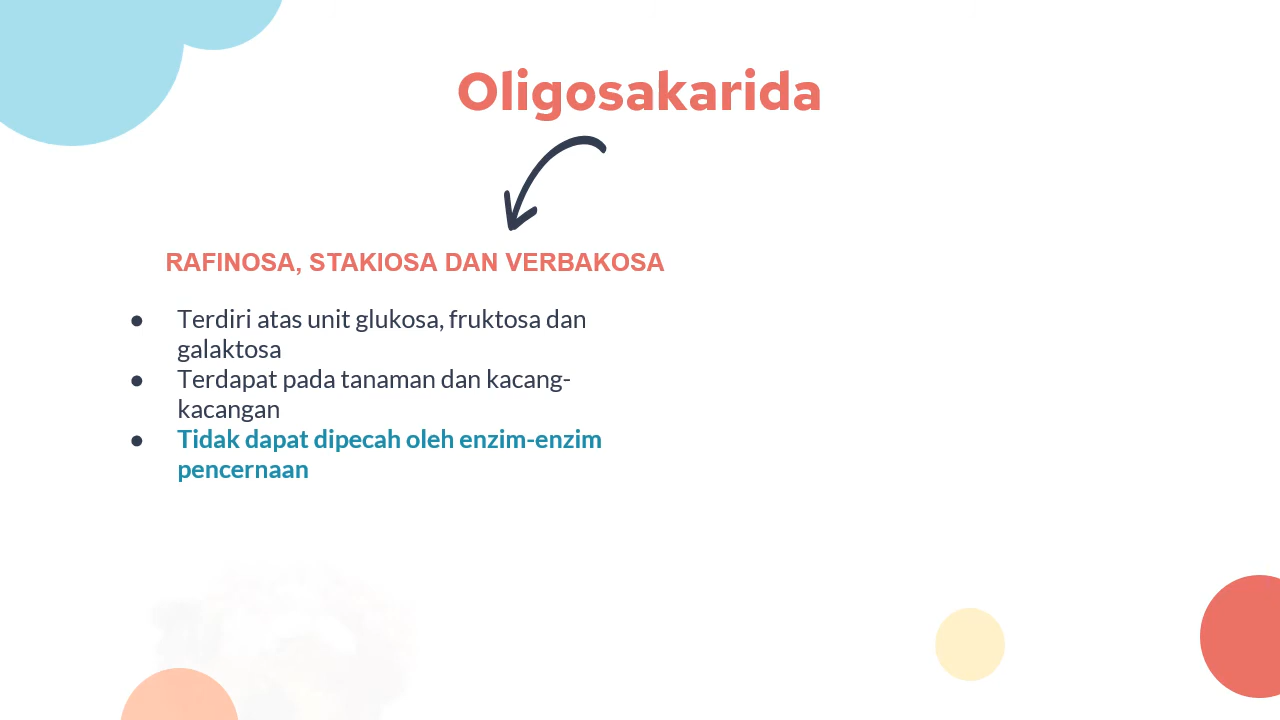 Oligosakarida
RAFINOSA, STAKIOSA DAN VERBAKOSA
● Terdiri atas unit glukosa, fruktosa dan
galaktosa
● Terdapat pada tanaman dan kacang-
kacangan
● Tidak dapat dipecah oleh enzim-enzim
pencernaan